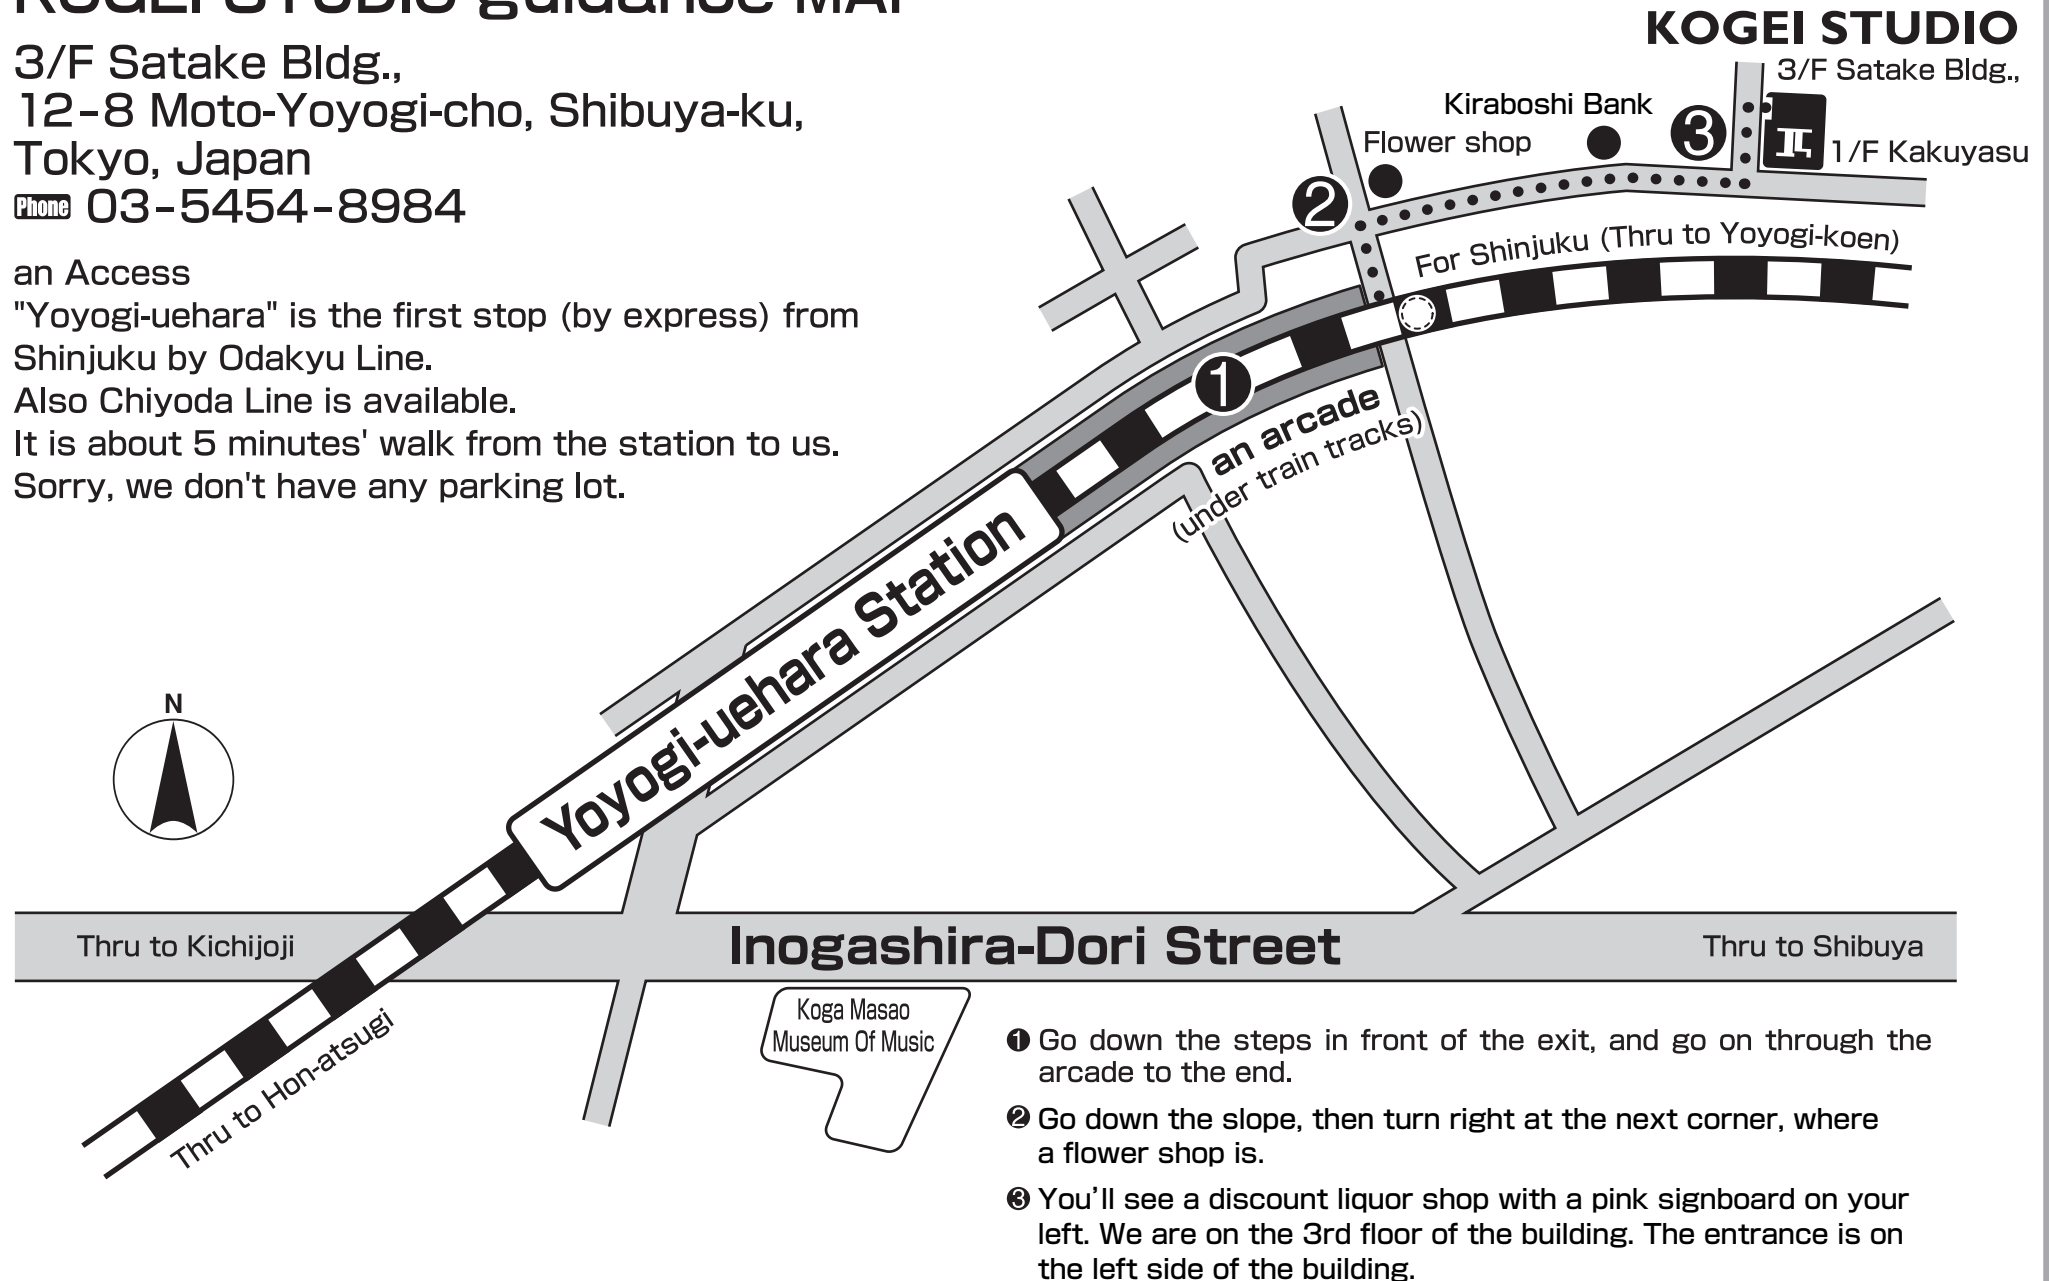 KOGEI STUDIO guidance MAP
3/F Satake Bldg.,
12-8 Moto-Yoyogi-cho, Shibuya-ku,
Tokyo, Japan
Phone 03-5454-8984
an Access
"Yoyogi-uehara" is the first stop (by express) from
Shinjuku by Odakyu Line.
Also Chiyoda Line is available.
It is about 5 minutes' walk from the station to us.
Sorry, we don't have any parking lot.
KOGEI STUDIO
3/F Satake Bldg.,
Kiraboshi Bank
3
Flower shop
1/F Kakuyasu
2
For Shinjuku (Thru to Yoyogi-koen)
1
an arcade
(under train tracks)
Yoyogi-uehara Station
N
Thru to Kichijoji
Inogashira-Dori Street
Thru to Shibuya
Thru to Hon-atsugi
Koga Masao
Museum Of Music
❶ Go down the steps in front of the exit, and go on through the
arcade to the end.
❷ Go down the slope, then turn right at the next corner, where
a flower shop is.
❸ You'll see a discount liquor shop with a pink signboard on your
left. We are on the 3rd floor of the building. The entrance is on
the left side of the building.